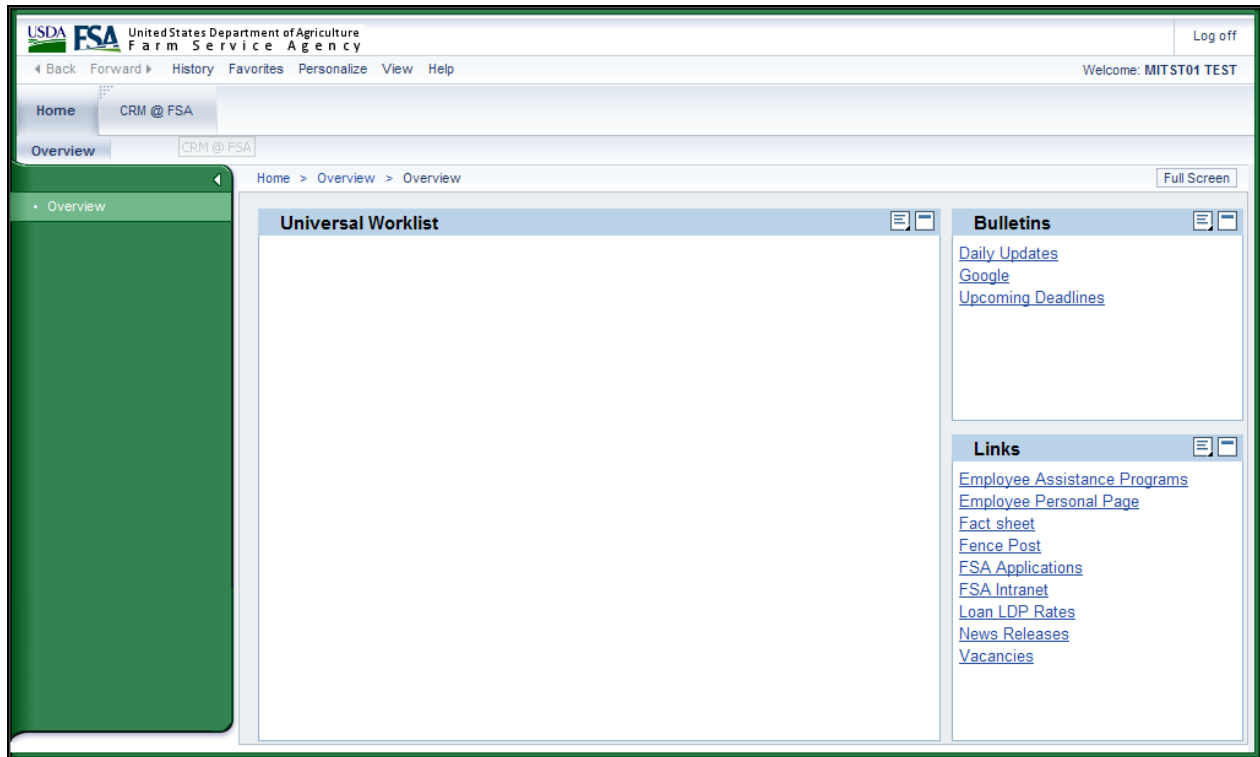 USDA FSA United States Department of Agriculture
Farm Service Agency
Log off
Back Forward History Favorites Personalize View Help
Welcome: MITST01 TEST
Home CRM @ FSA
Overview CRM @ FSA
Home > Overview > Overview
Full Screen
• Overview
Universal Worklist
Bulletins
Daily Updates
Google
Upcoming Deadlines
Links
Employee Assistance Programs
Employee Personal Page
Fact sheet
Fence Post
FSA Applications
FSA Intranet
Loan LDP Rates
News Releases
Vacancies